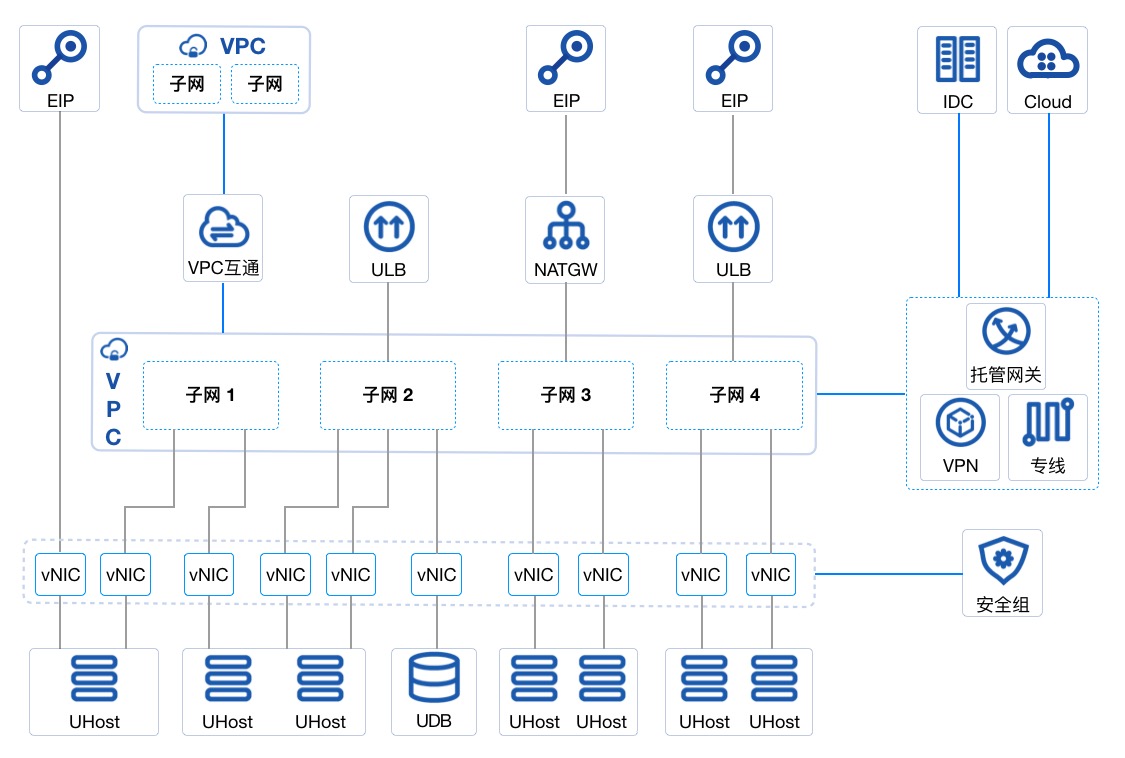 EIP
VPC
子网
子网
EIP
EIP
IDC
Cloud
VPC互通
ULB
NATGW
ULB
托管网关
VPN
专线
V
P
C
子网 1
子网 2
子网 3
子网 4
vNIC
vNIC
vNIC
vNIC
vNIC
vNIC
vNIC
vNIC
vNIC
vNIC
安全组
UHost
UHost
UHost
UDB
UHost
UHost
UHost
UHost